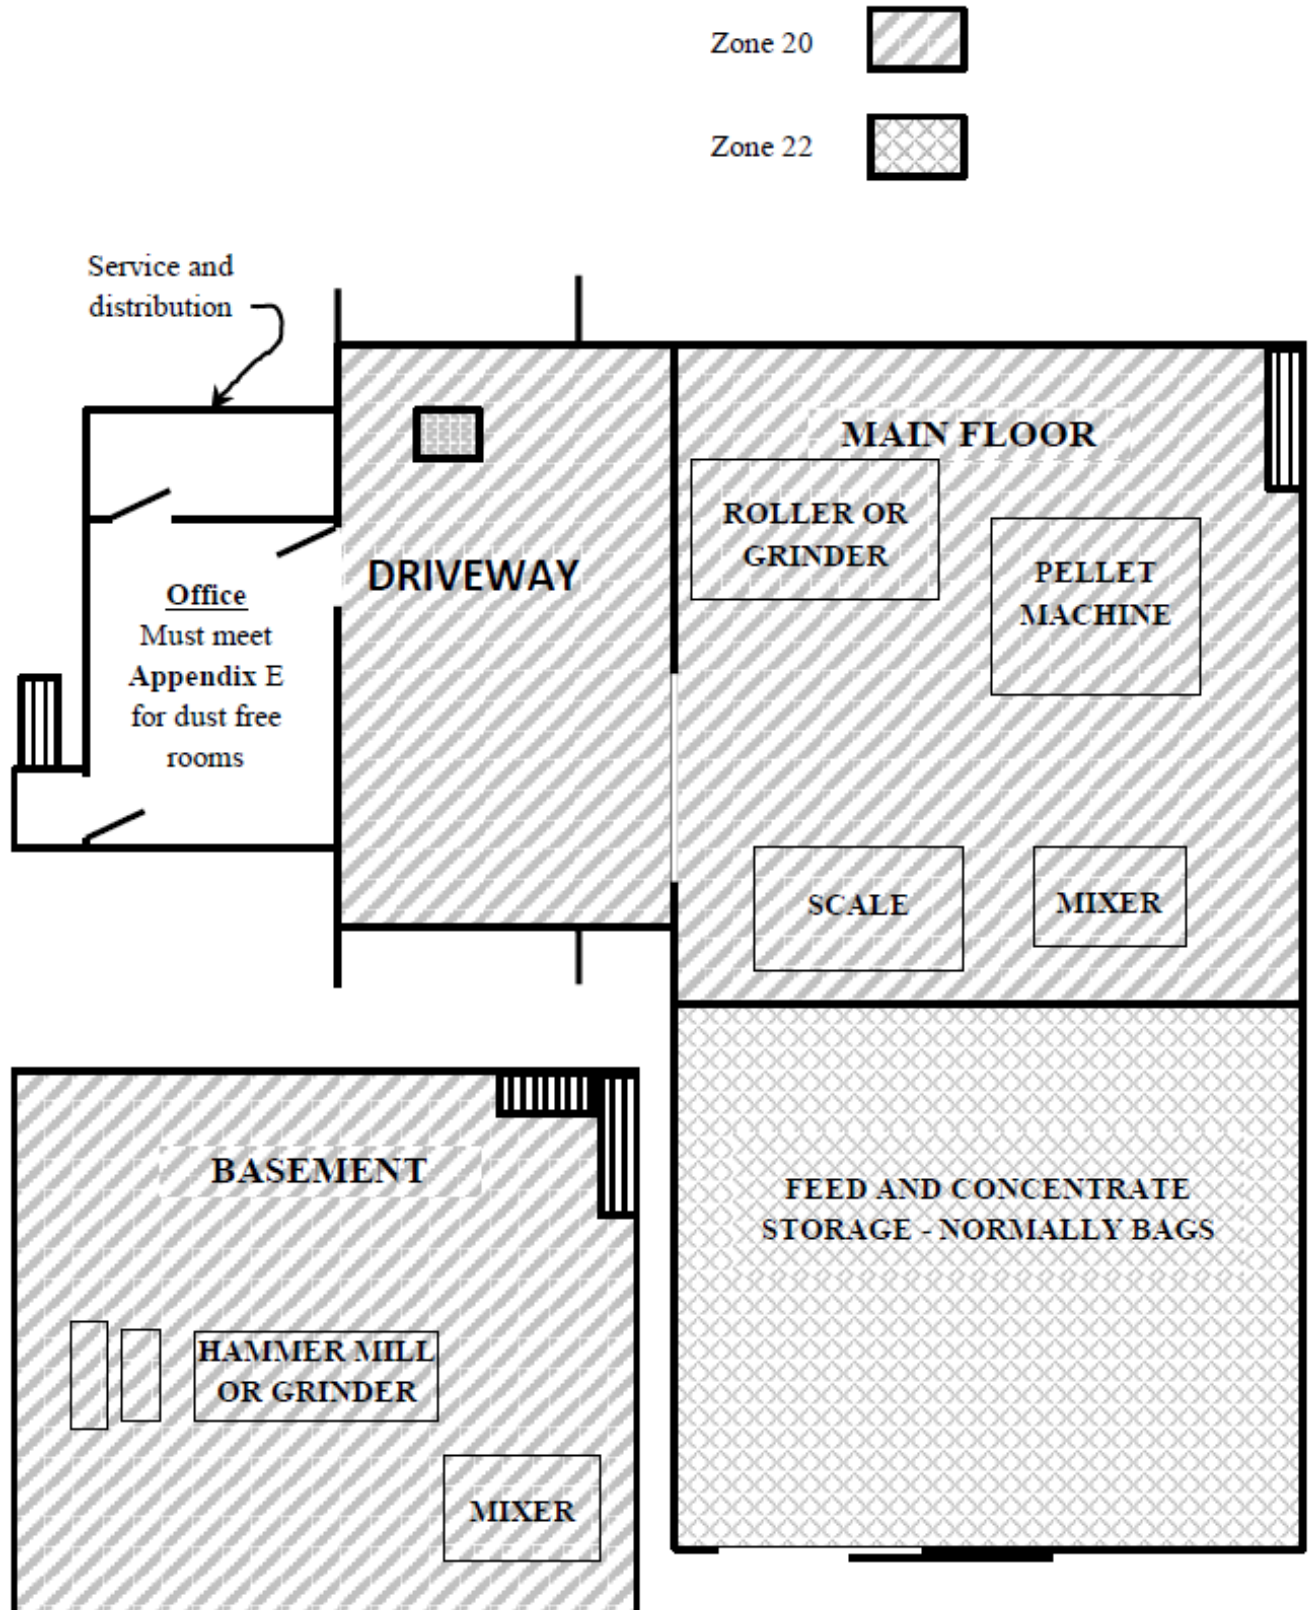 Zone 20
Zone 22
Service and
distribution
MAIN FLOOR
ROLLER OR
GRINDER
PELLET
MACHINE
DRIVEWAY
Office
Must meet
Appendix E
for dust free
rooms
SCALE
MIXER
BASEMENT
FEED AND CONCENTRATE
STORAGE - NORMALLY BAGS
HAMMER MILL
OR GRINDER
MIXER